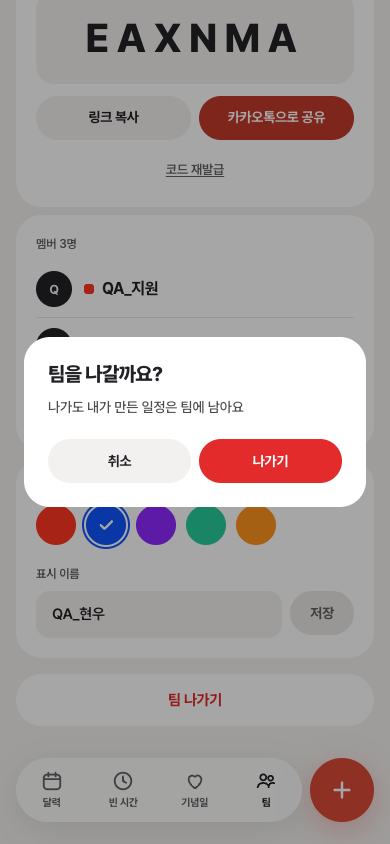 EAXNMA
링크 복사
카카오톡으로 공유
코드 재발급
멤버 3명
Q
QA_지원
팀을 나갈까요?
나가도 내가 만든 일정은 팀에 남아요
취소
나가기
표시 이름
QA_현우
저장
팀 나가기
달력
빈 시간
기념일
팀